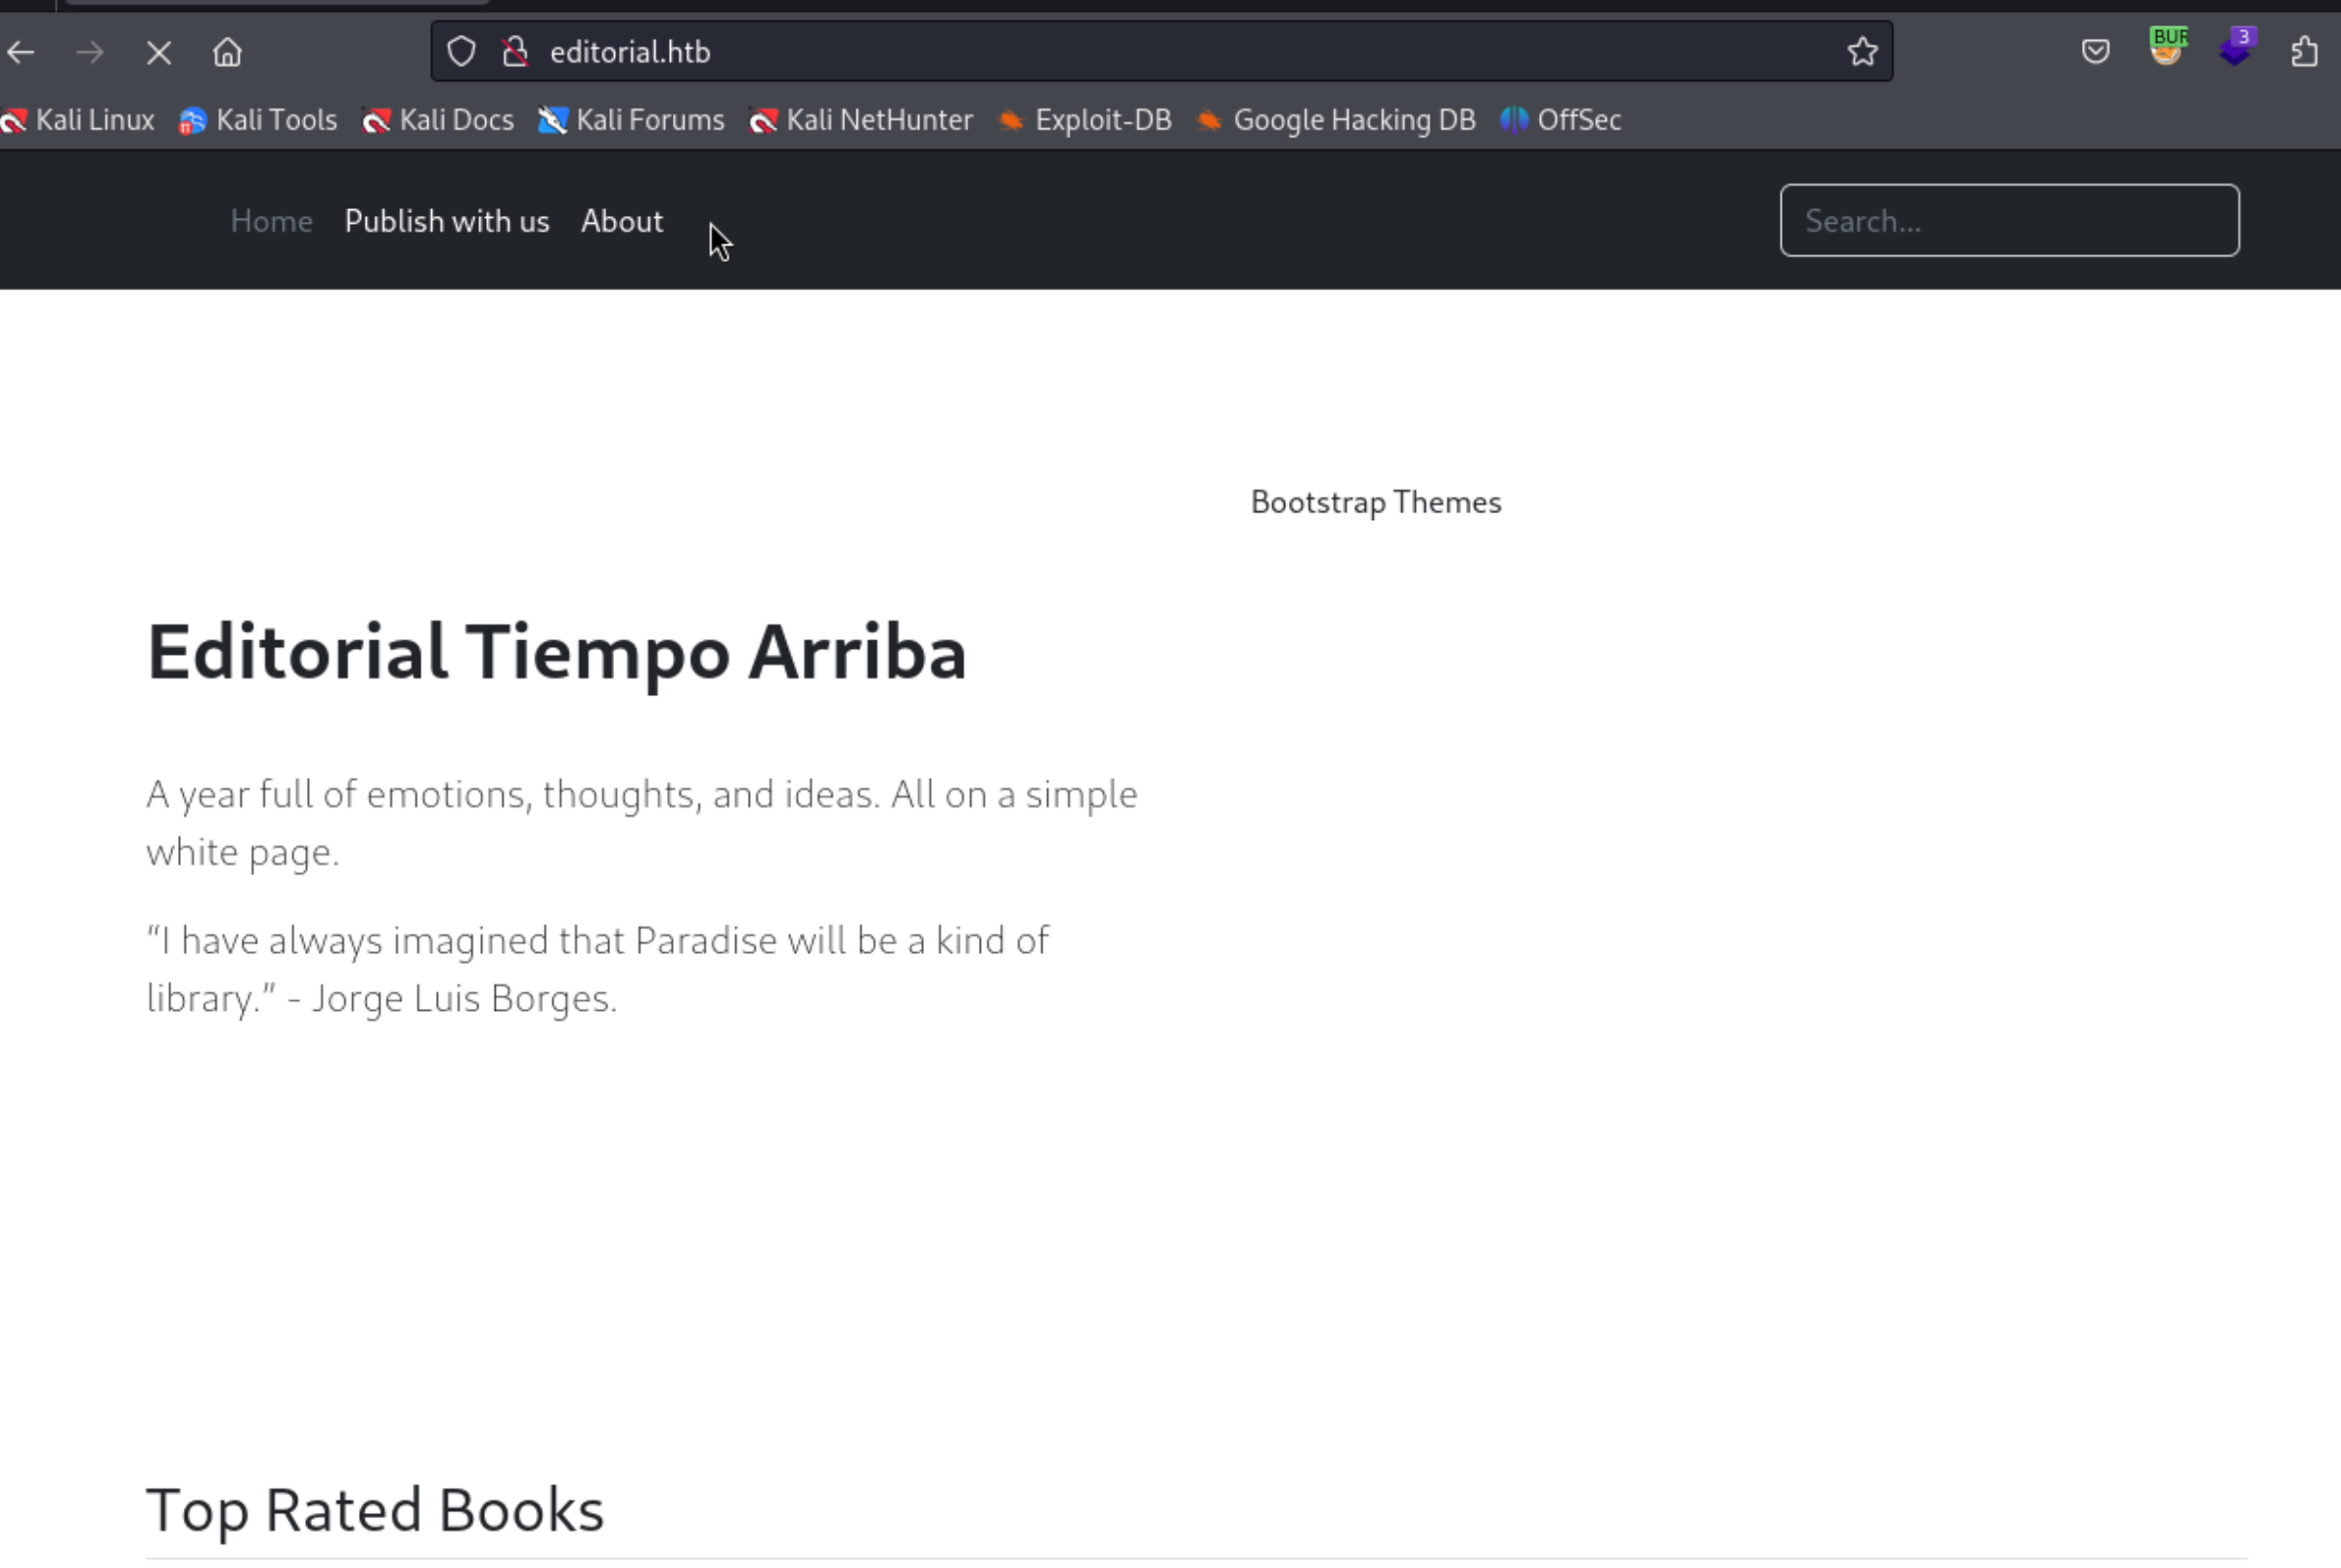 editorial.htb
BUR
3
Kali Linux Kali Tools Kali Docs Kali Forums Kali NetHunter Exploit-DB Google Hacking DB OffSec
Home Publish with us About
Search...
Bootstrap Themes
Editorial Tiempo Arriba
A year full of emotions, thoughts, and ideas. All on a simple
white page.
“I have always imagined that Paradise will be a kind of
library.” - Jorge Luis Borges.
Top Rated Books